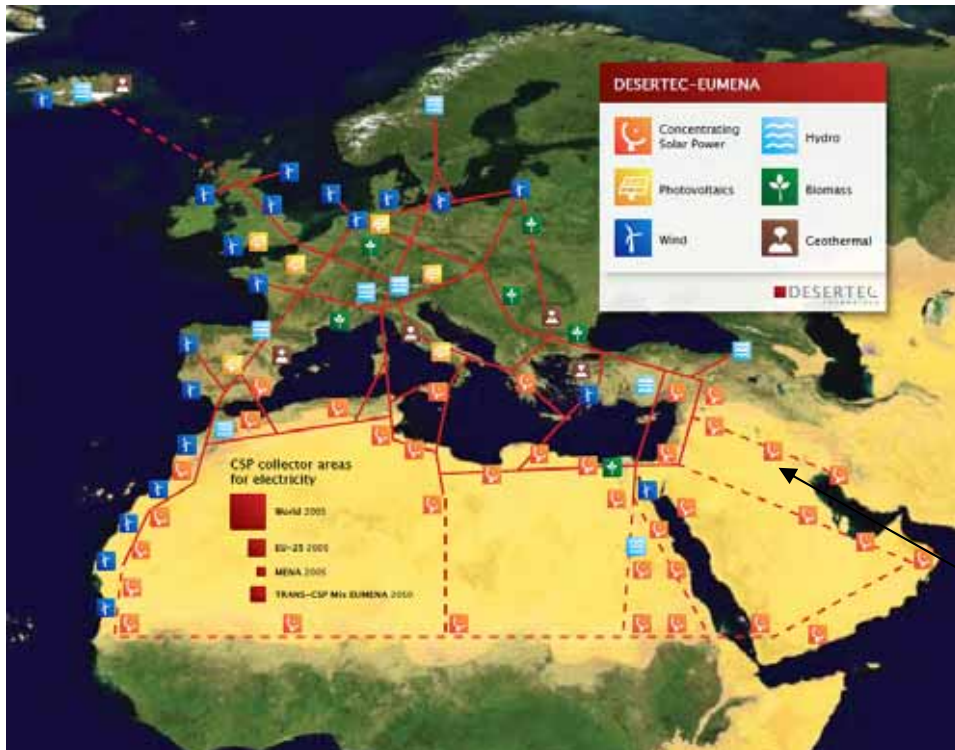 DESERTEC-EUMENA
Concentrating
Solar Power
Hydro
Photovoltaics
Biomass
Wind
Geothermal
DESERTEC
CSP collector areas
for electricity
World 2005
EU-25 2005
MENA 2005
TRANS-CSP Mix EUMENA